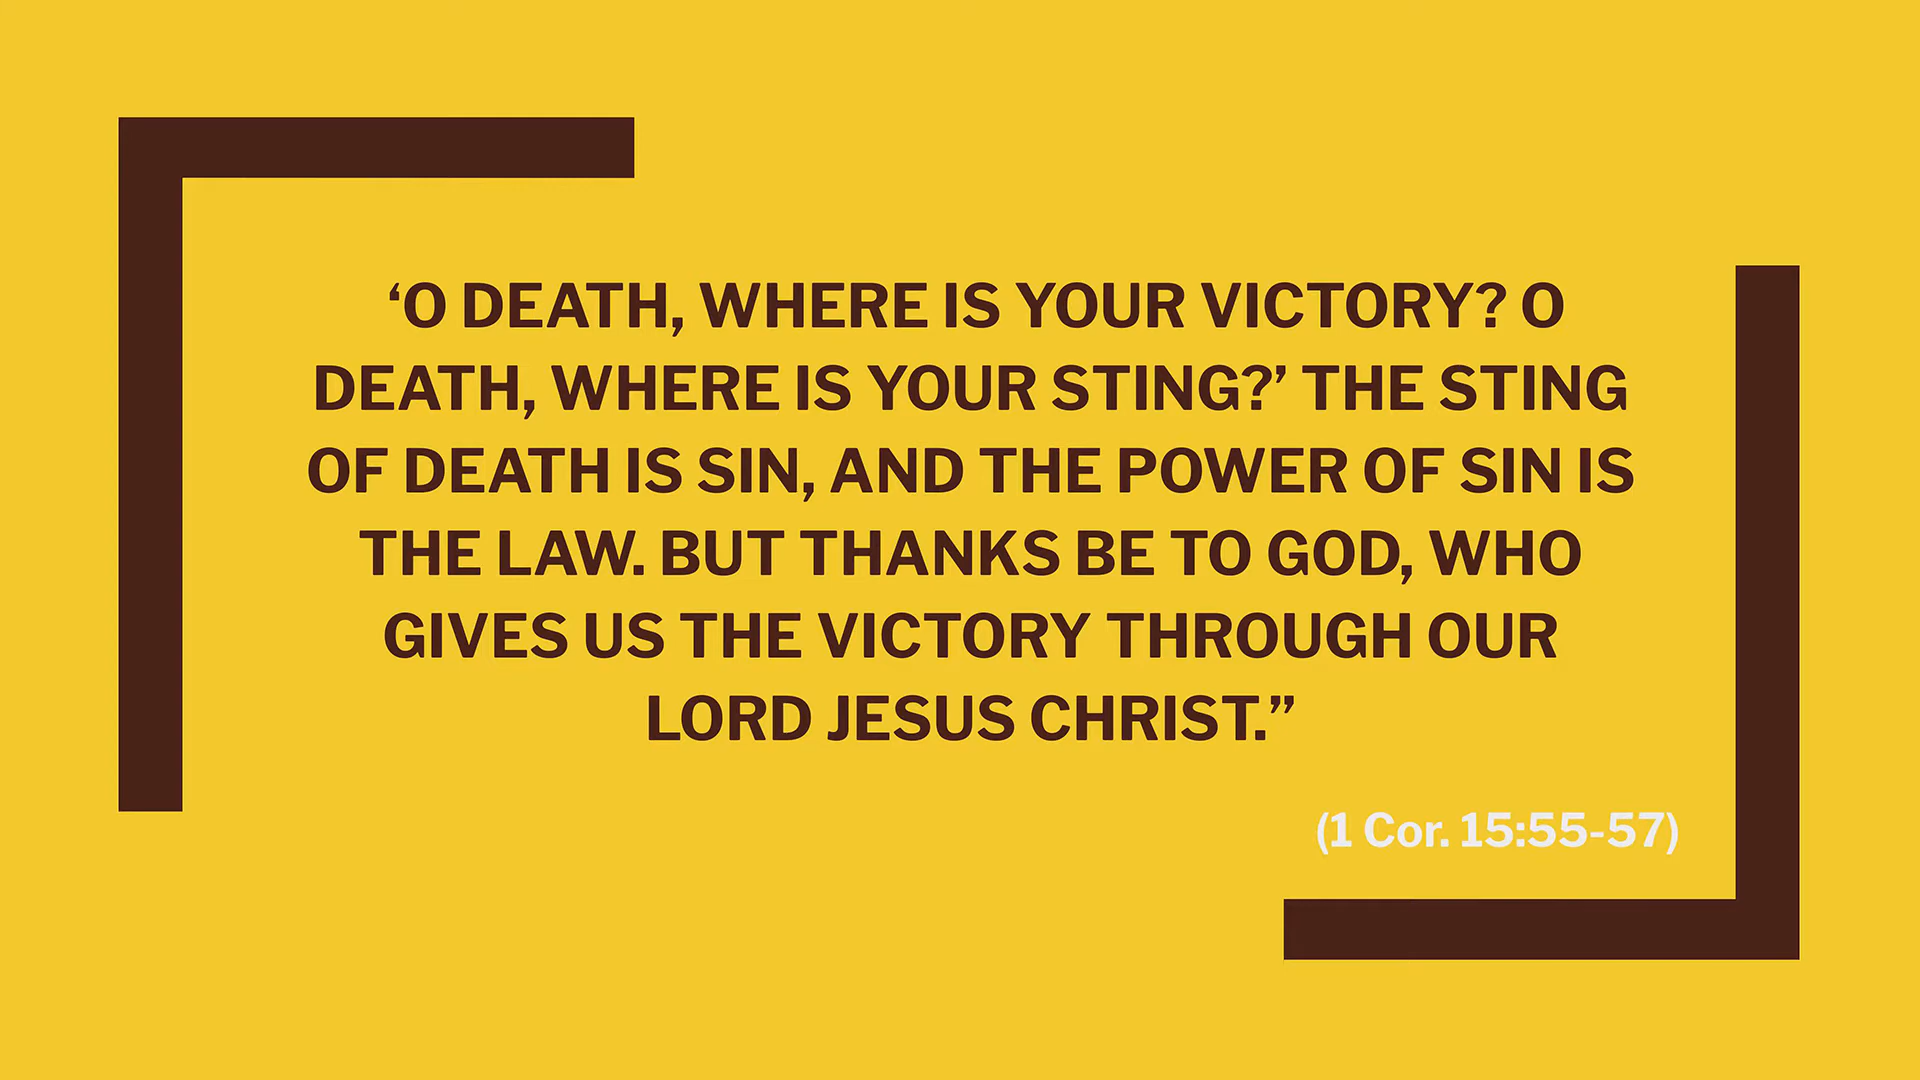 ‘O DEATH, WHERE IS YOUR VICTORY? O
DEATH, WHERE IS YOUR STING?’ THE STING
OF DEATH IS SIN, AND THE POWER OF SIN IS
THE LAW. BUT THANKS BE TO GOD, WHO
GIVES US THE VICTORY THROUGH OUR
LORD JESUS CHRIST.”
(1 Cor. 15:55-57)